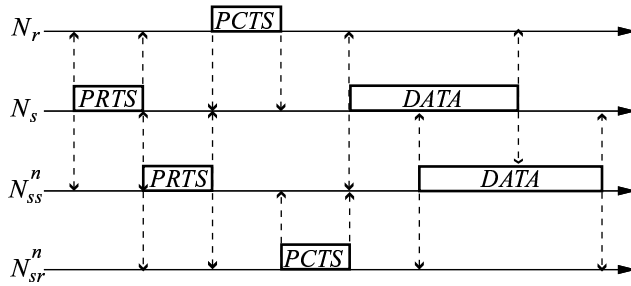 N_r PCTS
N_s PRTS DATA
N_ss^n PRTS DATA
N_sr^n PCTS